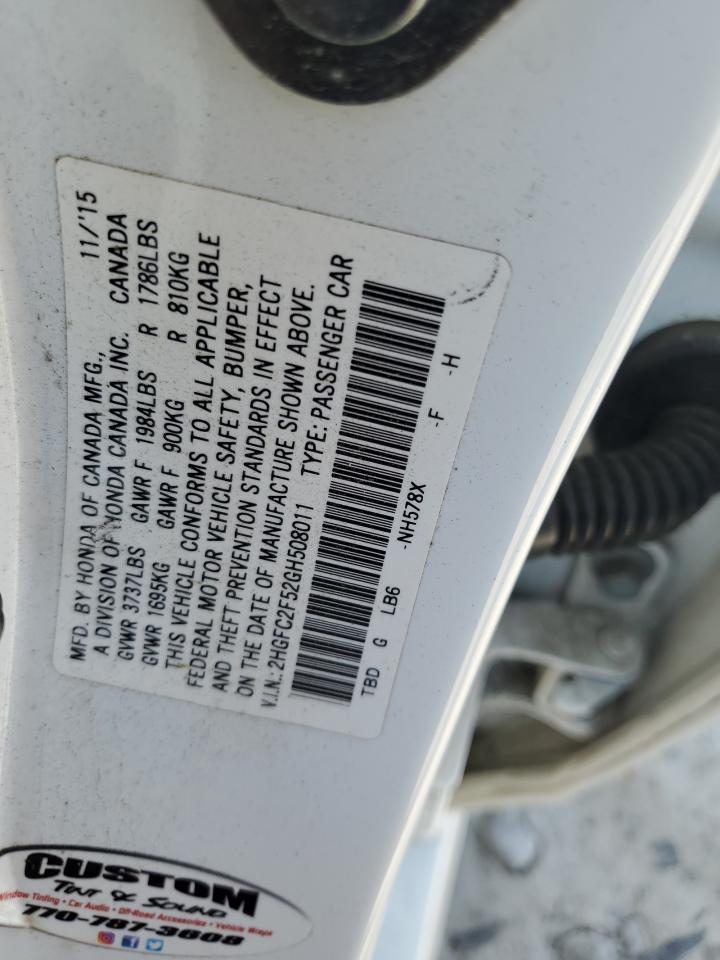 MFD. BY HONDA OF CANADA MFG., 11/'15
A DIVISION OF HONDA CANADA INC. CANADA
GVWR 3737LBS GAWR F 1984LBS R 1786LBS
GVWR 1695KG GAWR F 900KG R 810KG
THIS VEHICLE CONFORMS TO ALL APPLICABLE
FEDERAL MOTOR VEHICLE SAFETY, BUMPER,
AND THEFT PREVENTION STANDARDS IN EFFECT
ON THE DATE OF MANUFACTURE SHOWN ABOVE.
V.I.N.: 2HGFC2F52GH508011 TYPE: PASSENGER CAR
TBD G LB6 -NH578X -F -H
CUSTOM
TINT & SOUND
Window Tinting • Car Audio • Off-Road Accessories • Vehicle Wraps
770-787-3608